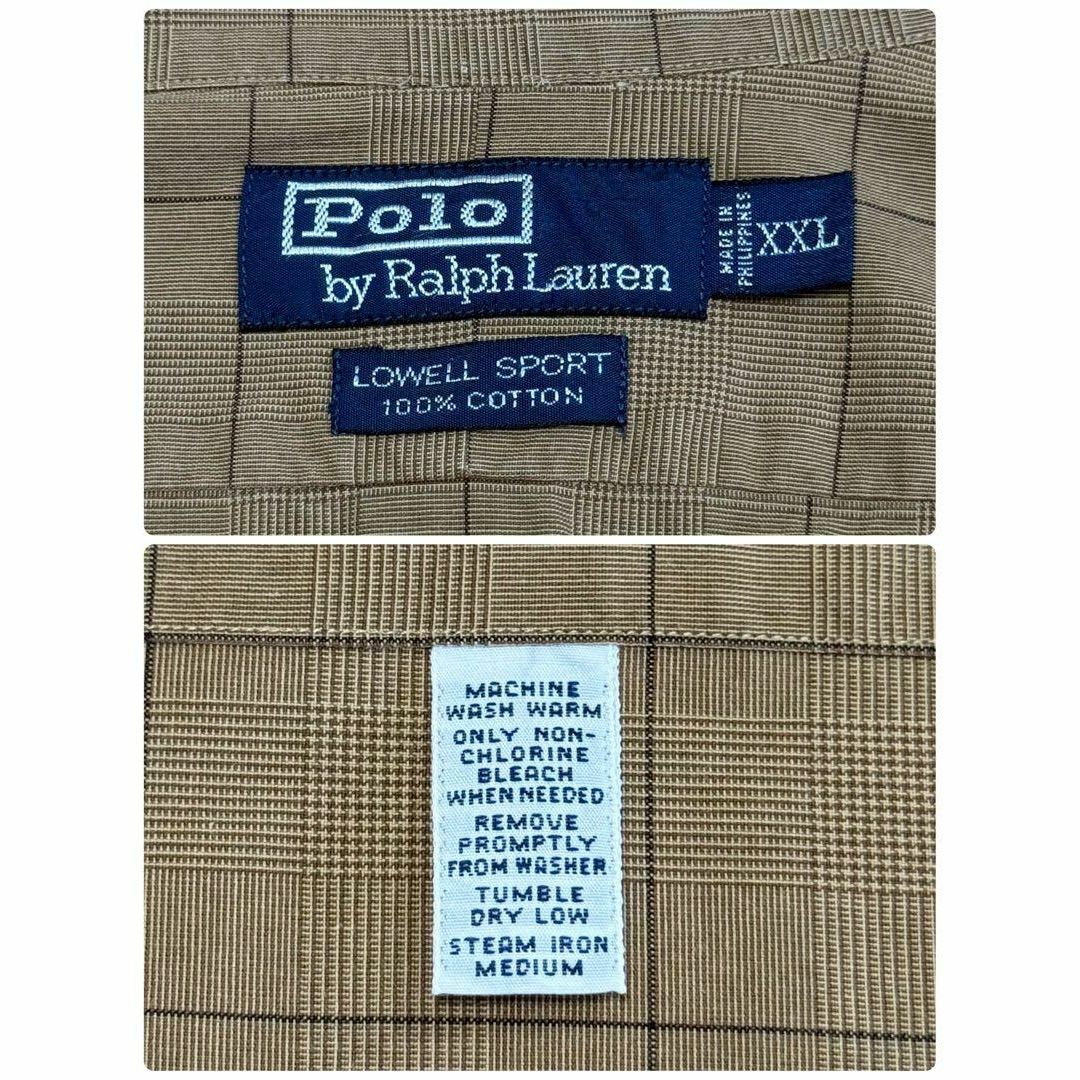 Polo
by Ralph Lauren
MADE IN
PHILIPPINES
XXL
LOWELL SPORT
100% COTTON
MACHINE
WASH WARM
ONLY NON-
CHLORINE
BLEACH
WHEN NEEDED
REMOVE
PROMPTLY
FROM WASHER
TUMBLE
DRY LOW
STEAM IRON
MEDIUM